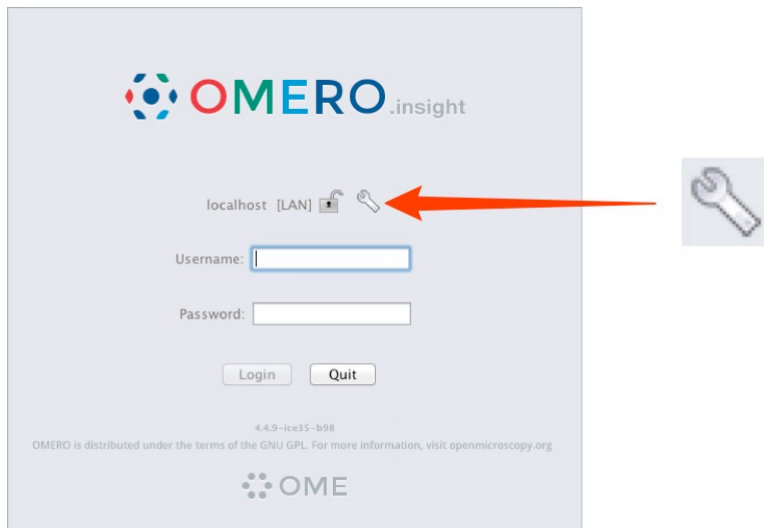 OMERO.insight
localhost [LAN]
Username:
Password:
Login Quit
4.4.9-ice35-b98
OMERO is distributed under the terms of the GNU GPL. For more information, visit openmicroscopy.org
OME